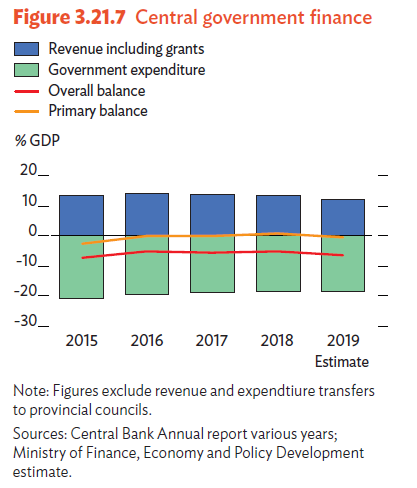 Figure 3.21.7 Central government finance
Revenue including grants
Government expenditure
Overall balance
Primary balance
% GDP
20
10
0
-10
-20
-30
2015 2016 2017 2018 2019
Estimate
Note: Figures exclude revenue and expendtiure transfers
to provincial councils.
Sources: Central Bank Annual report various years;
Ministry of Finance, Economy and Policy Development
estimate.